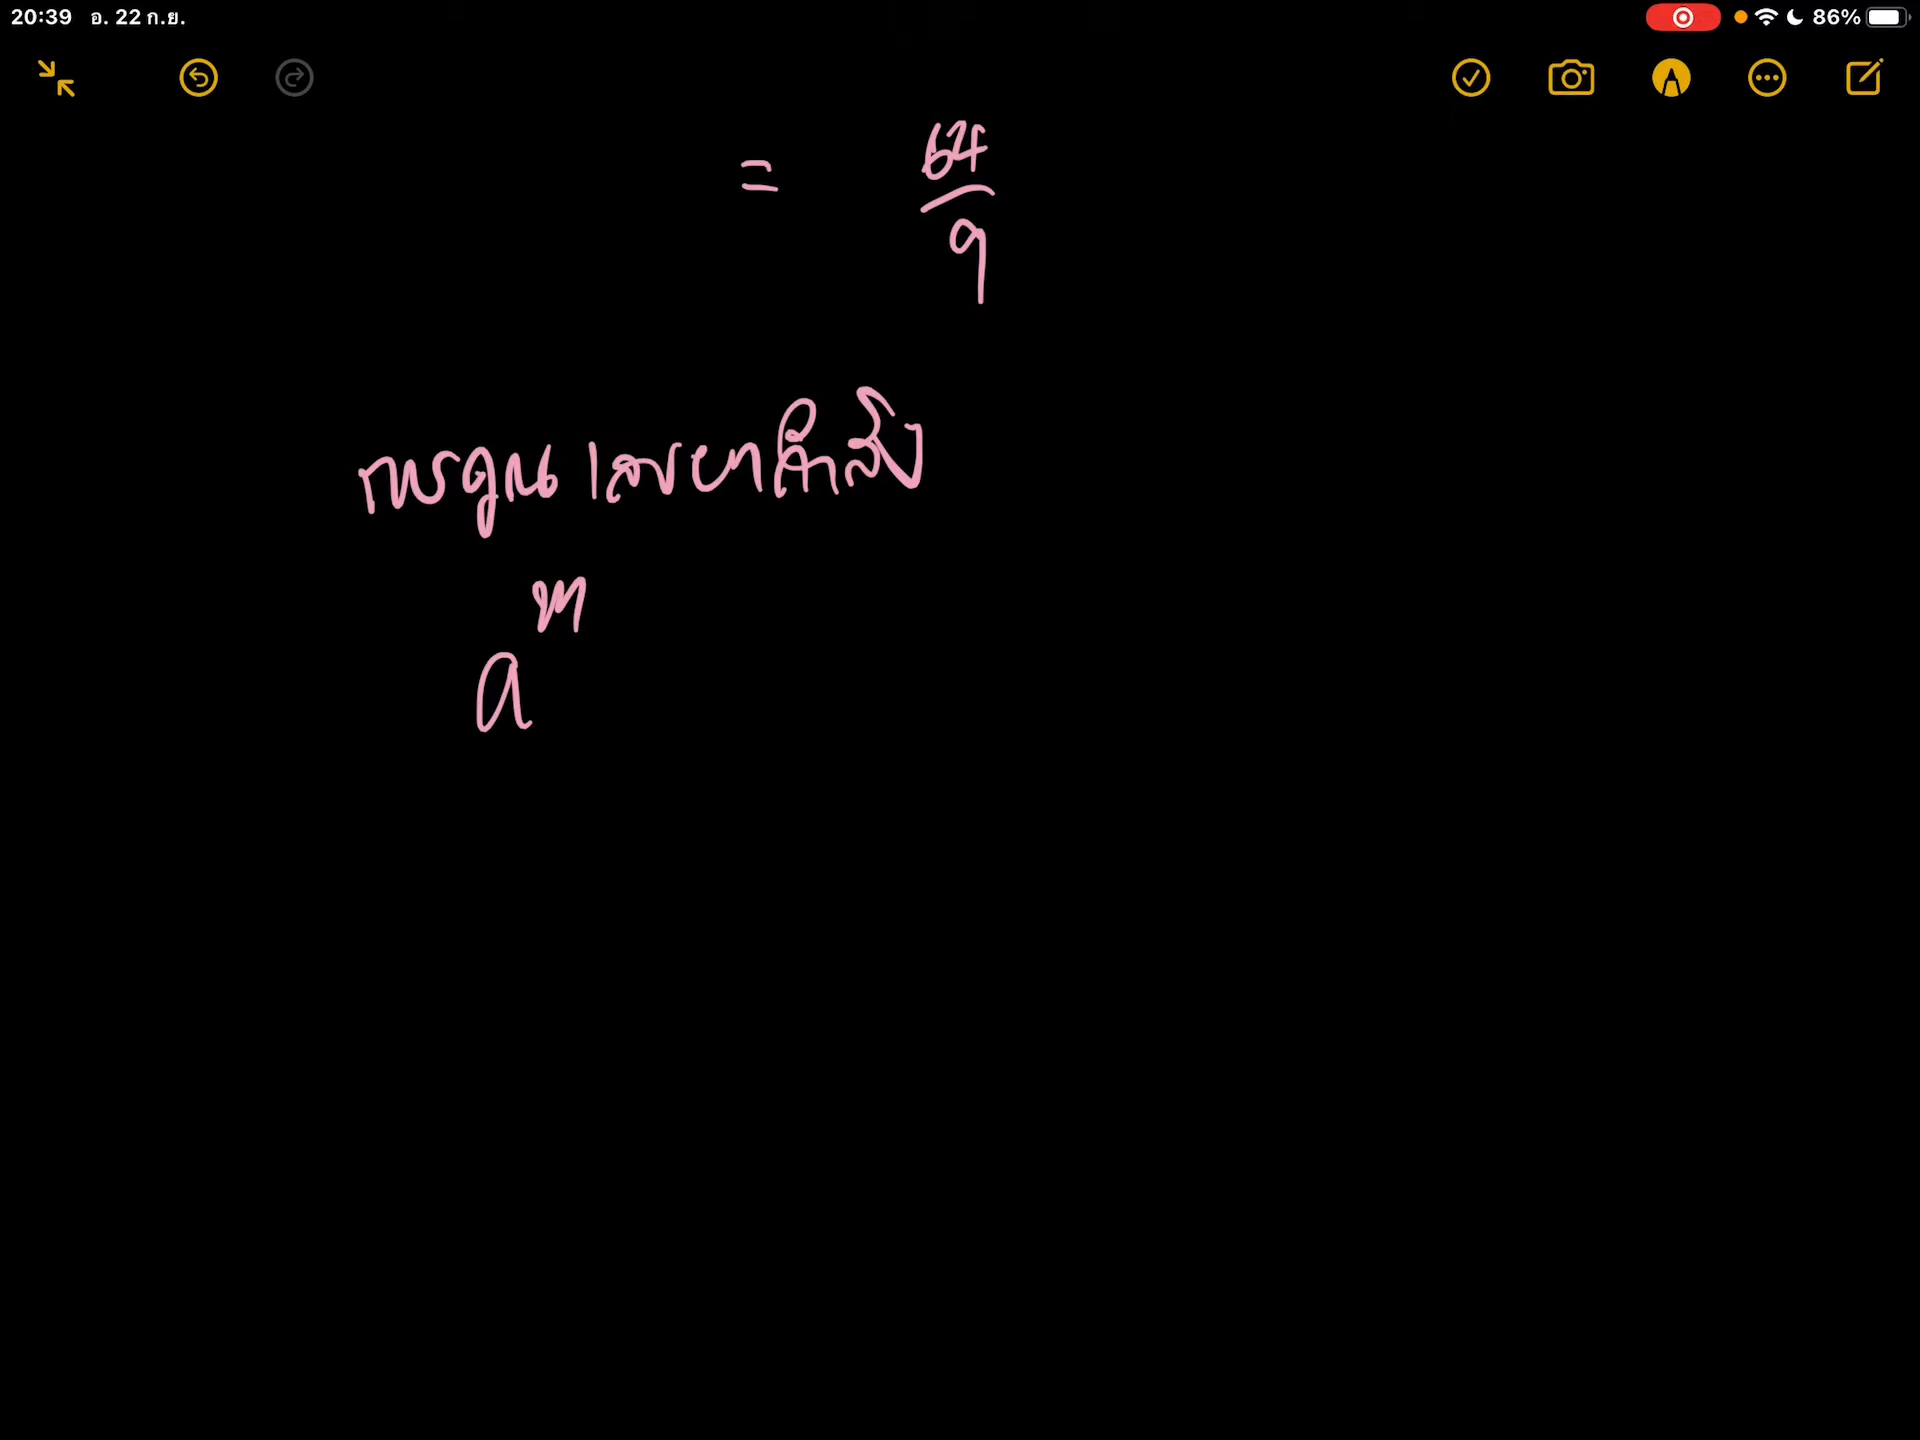 20:39 อ. 22 ก.ย. 86%
= 64/9
การคูณเลขยกกำลัง
a^m